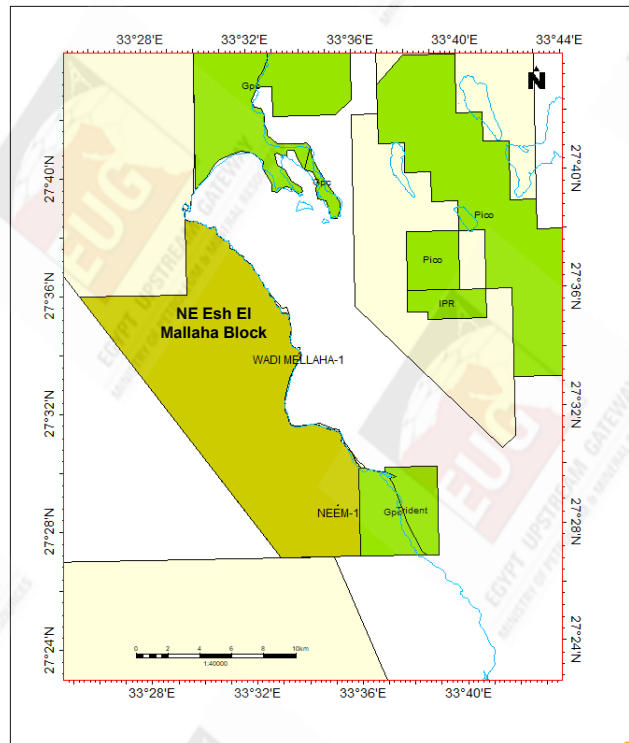 33°28'E 33°32'E 33°36'E 33°40'E 33°44'E
N
Gpc
27°40'N 27°40'N
Gpc
Pico
Pico
27°36'N 27°36'N
IPR
NE Esh El
Mallaha Block
WADI MELLAHA-1
27°32'N 27°32'N
NEEM-1 Gpc Trident
27°28'N 27°28'N
27°24'N 27°24'N
0 2 4 6 8 10km
1:40000
33°28'E 33°32'E 33°36'E 33°40'E
EUG
EGYPT UPSTREAM GATEWAY
EUG
EGYPT UPSTREAM GATEWAY